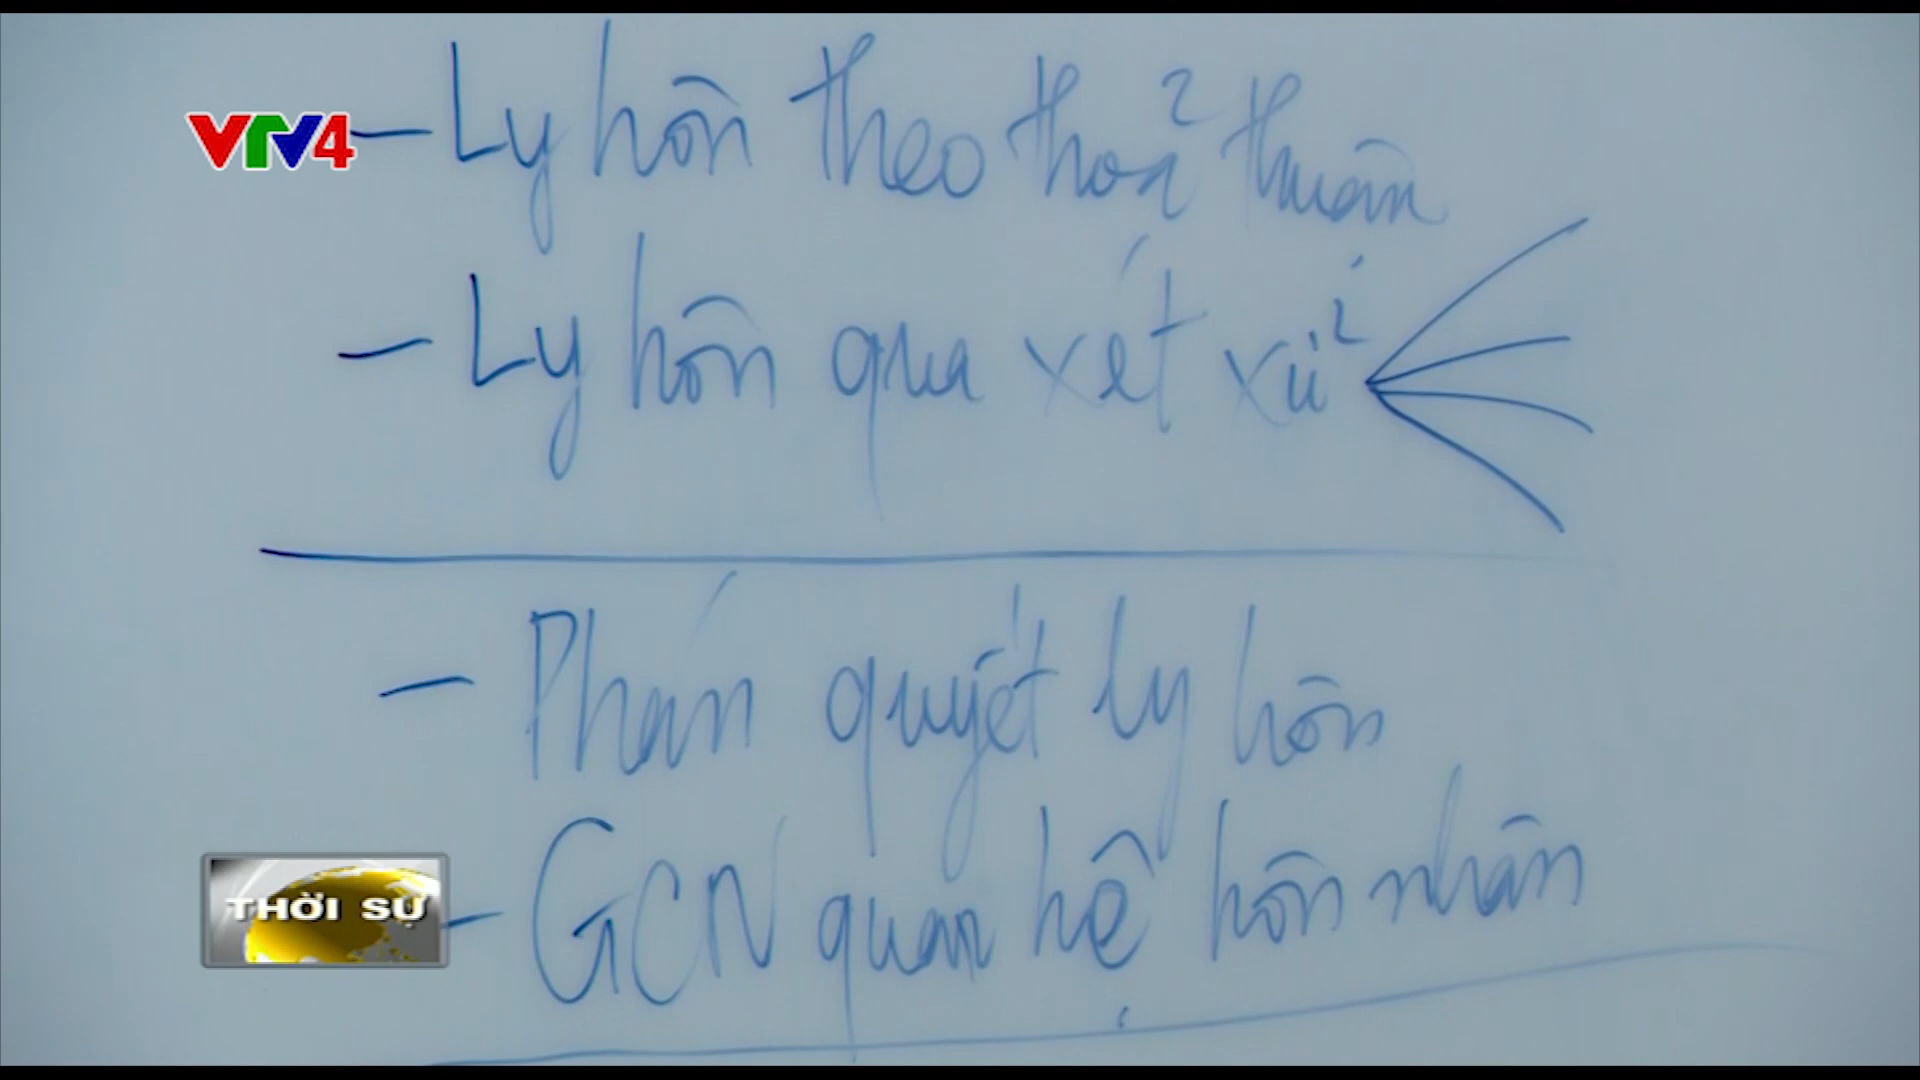 VTV4
- Ly hôn theo thoả thuận
- Ly hôn qua xét xử
- Phán quyết ly hôn
THỜI SỰ
- GCN quan hệ hôn nhân